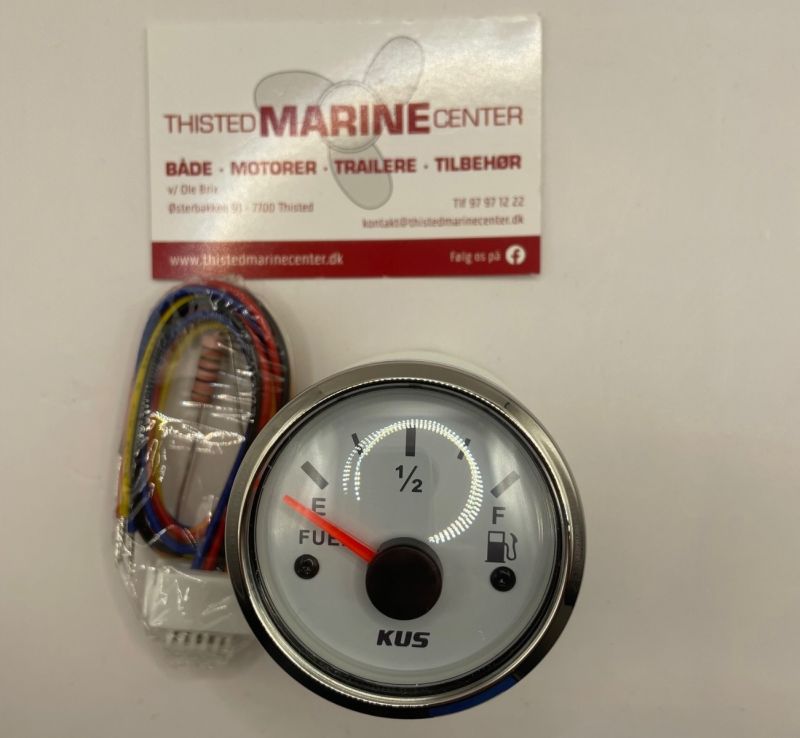 THISTED MARINE CENTER
BÅDE · MOTORER · TRAILERE · TILBEHØR
v/ Ole Brix
Østerbakken 91 - 7700 Thisted
Tlf 97 97 12 22
kontakt@thistedmarinecenter.dk
www.thistedmarinecenter.dk
Følg os på
1/2
E
F
FUEL
KUS